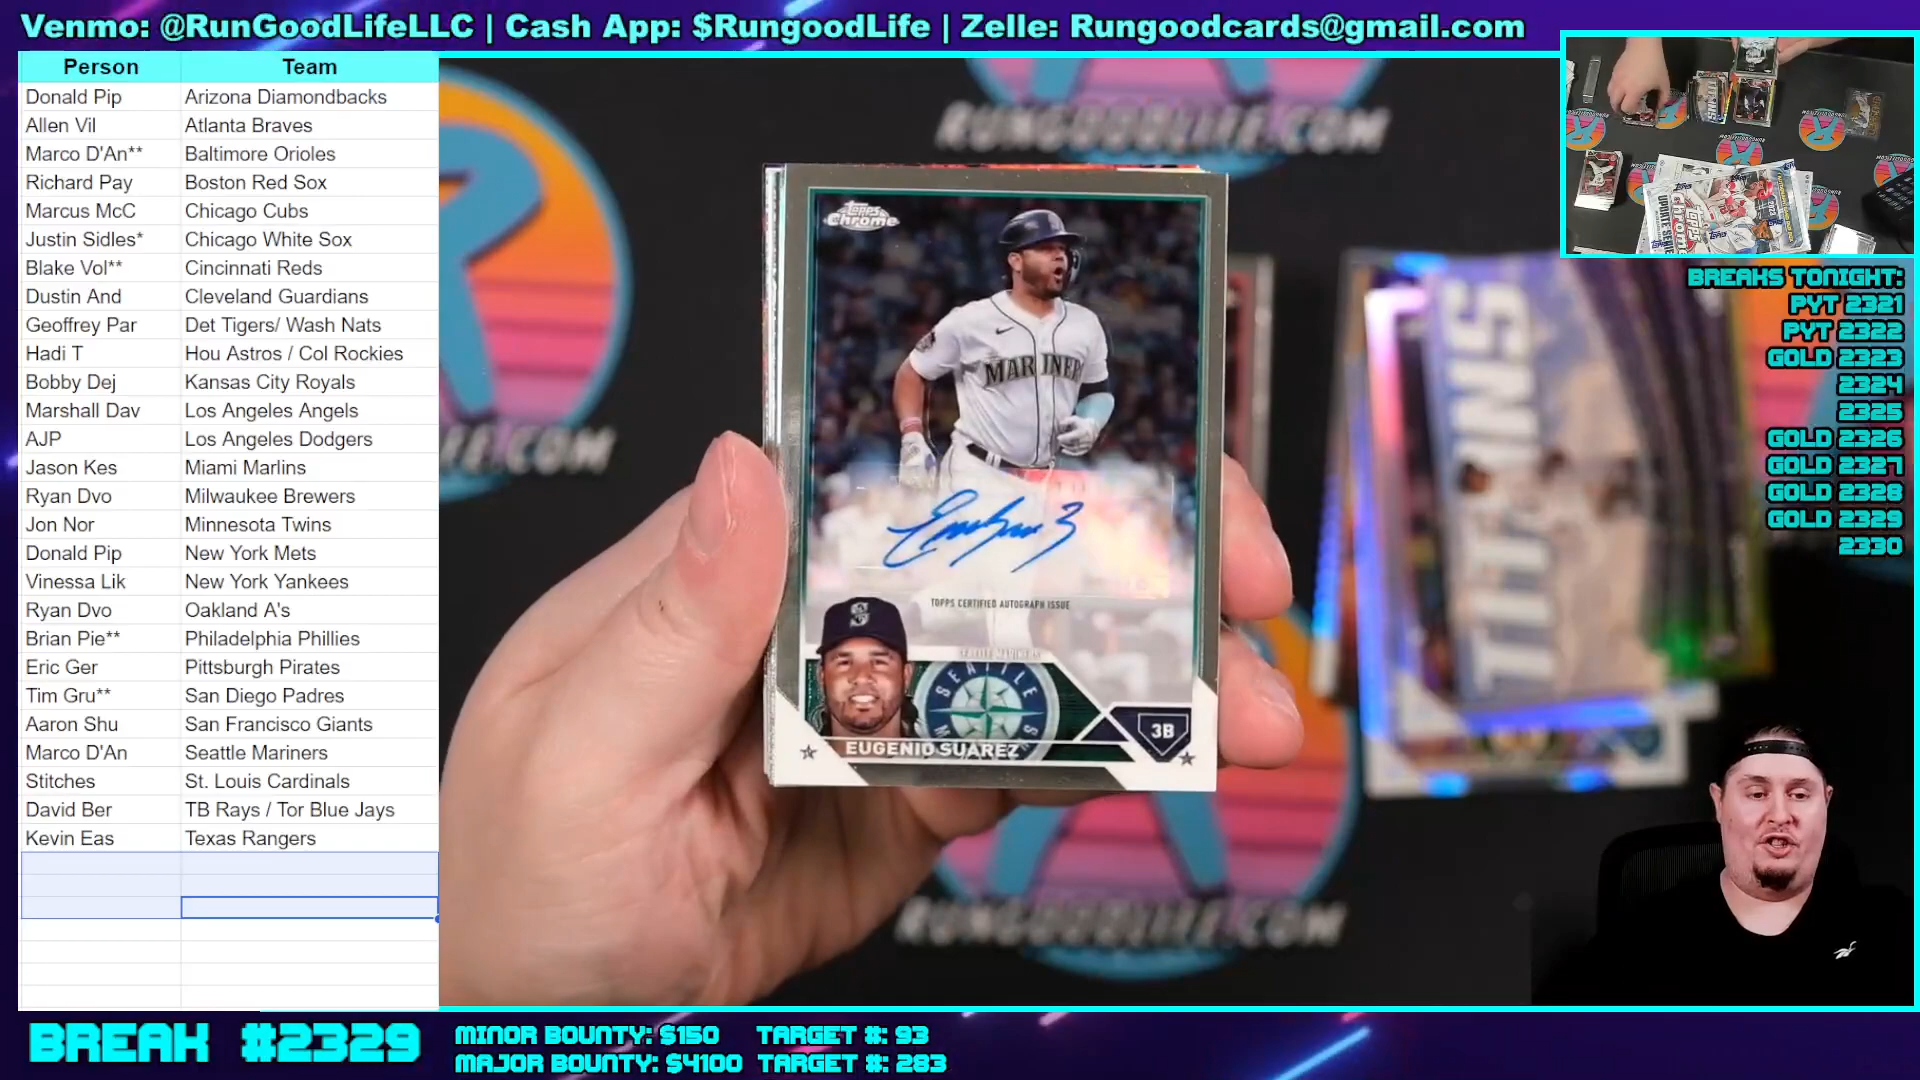 Venmo: @RunGoodLifeLLC | Cash App: $RungoodLife | Zelle: Rungoodcards@gmail.com
Person Team
Donald Pip Arizona Diamondbacks
Allen Vil Atlanta Braves
Marco D'An** Baltimore Orioles
Richard Pay Boston Red Sox
Marcus McC Chicago Cubs
Justin Sidles* Chicago White Sox
Blake Vol** Cincinnati Reds
Dustin And Cleveland Guardians
Geoffrey Par Det Tigers/ Wash Nats
Hadi T Hou Astros / Col Rockies
Bobby Dej Kansas City Royals
Marshall Dav Los Angeles Angels
AJP Los Angeles Dodgers
Jason Kes Miami Marlins
Ryan Dvo Milwaukee Brewers
Jon Nor Minnesota Twins
Donald Pip New York Mets
Vinessa Lik New York Yankees
Ryan Dvo Oakland A's
Brian Pie** Philadelphia Phillies
Eric Ger Pittsburgh Pirates
Tim Gru** San Diego Padres
Aaron Shu San Francisco Giants
Marco D'An Seattle Mariners
Stitches St. Louis Cardinals
David Ber TB Rays / Tor Blue Jays
Kevin Eas Texas Rangers
RUNGOODLIFE.COM
E.COM
Topps
Chrome
MARINER
TOPPS CERTIFIED AUTOGRAPH ISSUE
SEATTLE MARINERS
SEATTLE
S
3B
EUGENIO SUAREZ
RUNGOODLIFE.COM
BREAKS TONIGHT:
PYT 2321
PYT 2322
GOLD 2323
2324
2325
GOLD 2326
GOLD 2327
GOLD 2328
GOLD 2329
2330
BREAK #2329
MINOR BOUNTY: $150 TARGET #: 93
MAJOR BOUNTY: $4100 TARGET #: 283